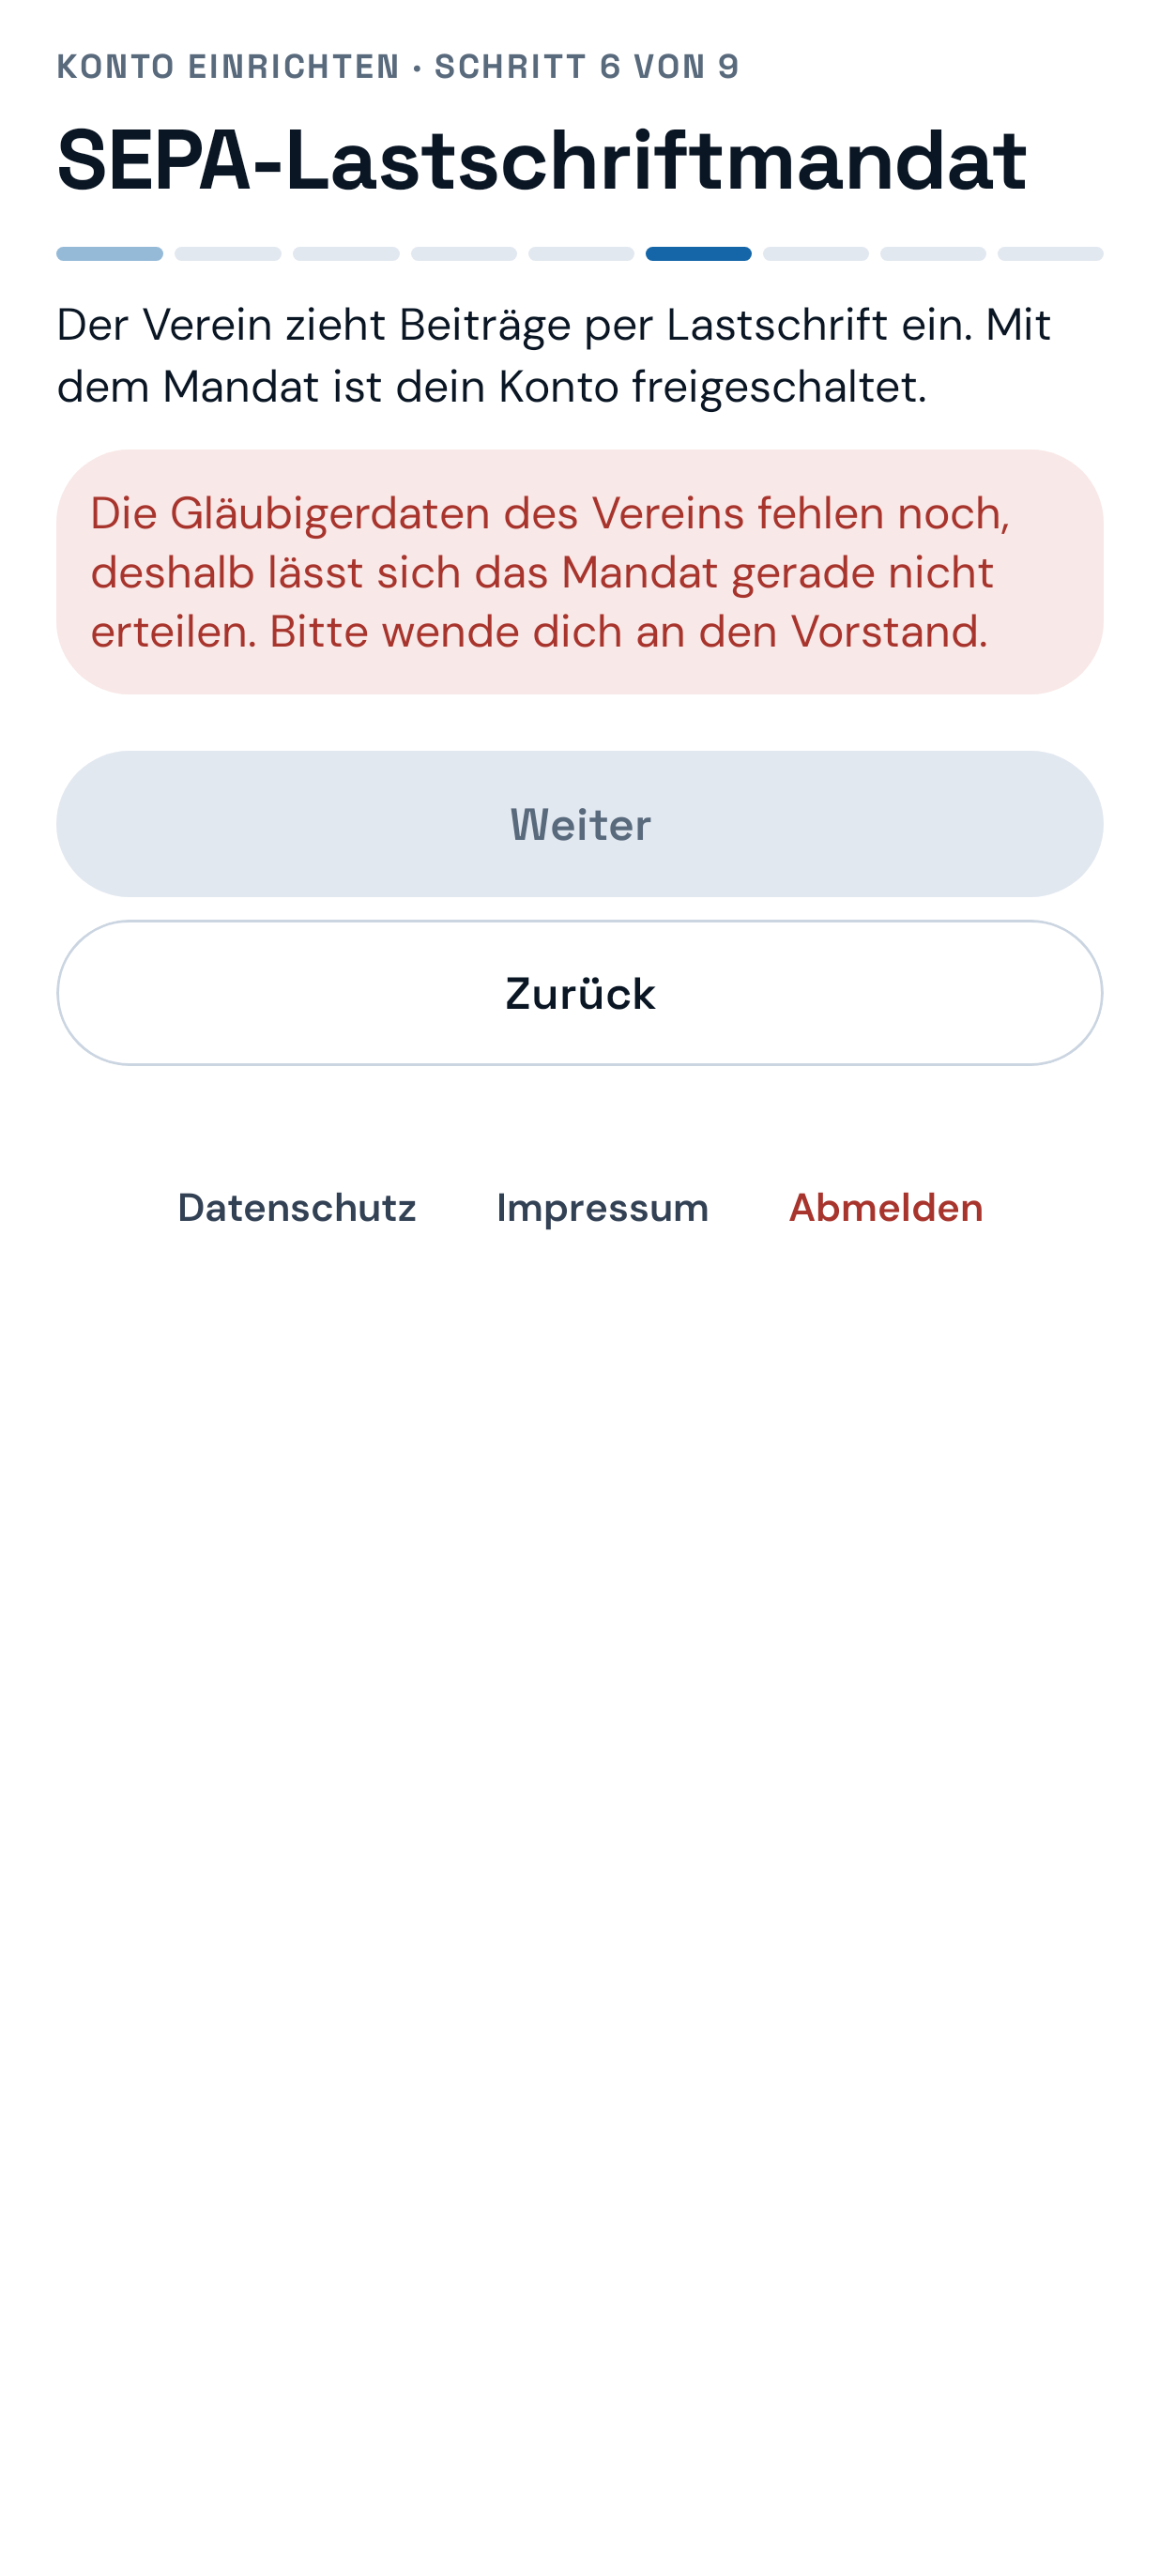 KONTO EINRICHTEN · SCHRITT 6 VON 9
SEPA-Lastschriftmandat
Der Verein zieht Beiträge per Lastschrift ein. Mit
dem Mandat ist dein Konto freigeschaltet.
Die Gläubigerdaten des Vereins fehlen noch,
deshalb lässt sich das Mandat gerade nicht
erteilen. Bitte wende dich an den Vorstand.
Weiter
Zurück
Datenschutz Impressum Abmelden